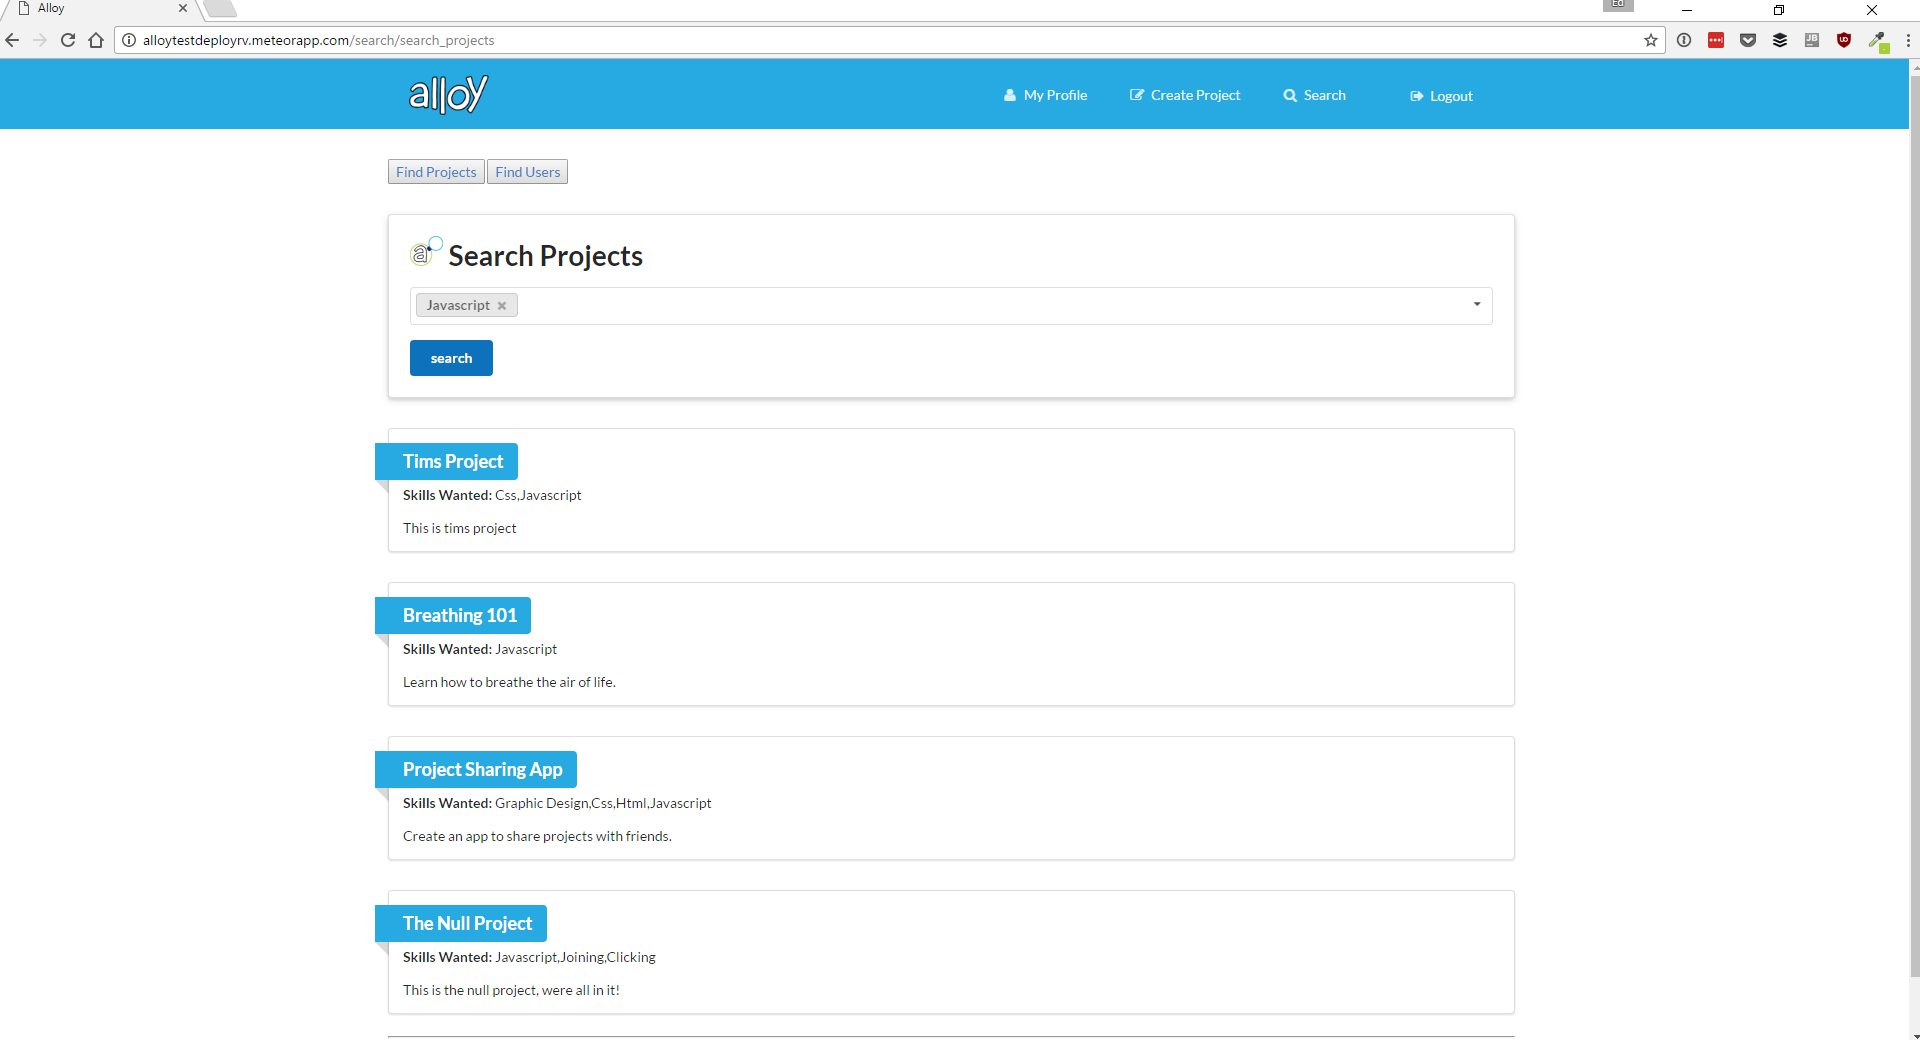 Alloy
Ed
alloytestdeployrv.meteorapp.com/search/search_projects
JB
alloy
My Profile
Create Project
Search
Logout
Find Projects
Find Users
a
Search Projects
Javascript
search
Tims Project
Skills Wanted: Css,Javascript
This is tims project
Breathing 101
Skills Wanted: Javascript
Learn how to breathe the air of life.
Project Sharing App
Skills Wanted: Graphic Design,Css,Html,Javascript
Create an app to share projects with friends.
The Null Project
Skills Wanted: Javascript,Joining,Clicking
This is the null project, were all in it!